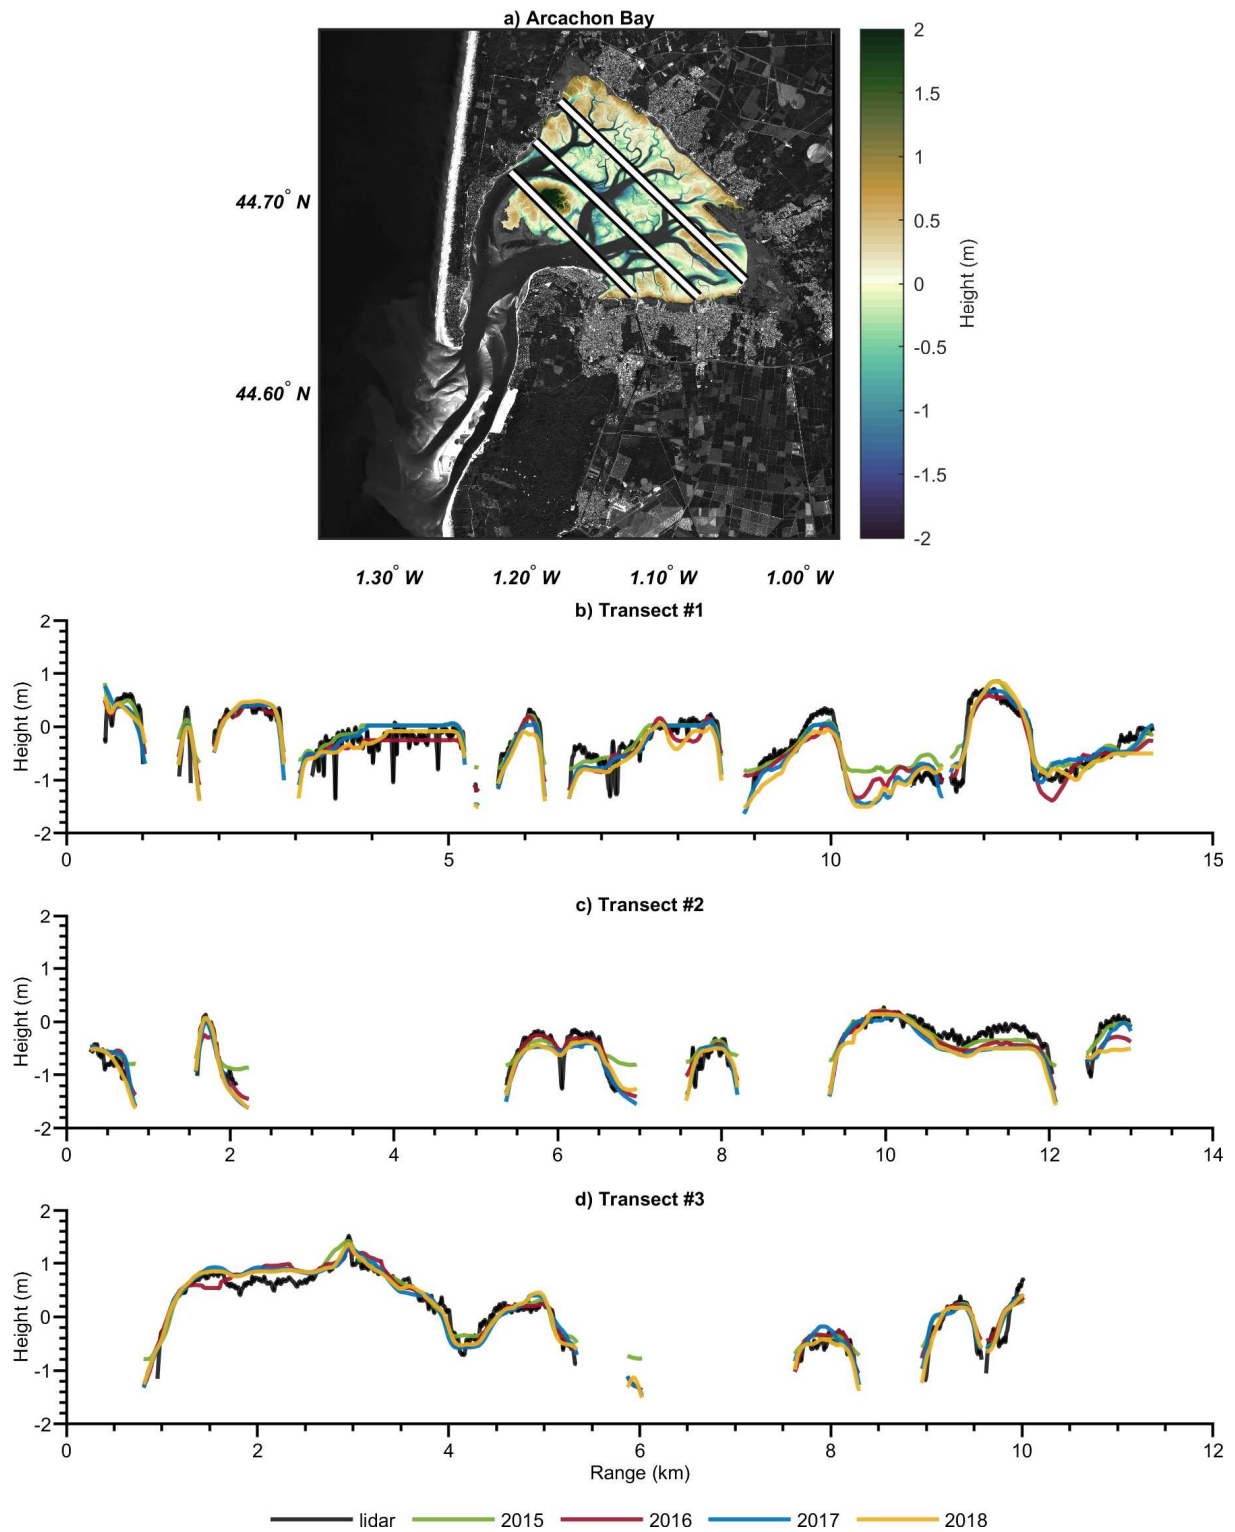 a) Arcachon Bay
2
1.5
1
0.5
0
-0.5
-1
-1.5
-2
Height (m)
44.70° N
44.60° N
1.30° W 1.20° W 1.10° W 1.00° W
b) Transect #1
Height (m)
2
1
0
-1
-2
0 5 10 15
c) Transect #2
Height (m)
2
1
0
-1
-2
0 2 4 6 8 10 12 14
d) Transect #3
Height (m)
2
1
0
-1
-2
0 2 4 6 8 10 12
Range (km)
lidar 2015 2016 2017 2018